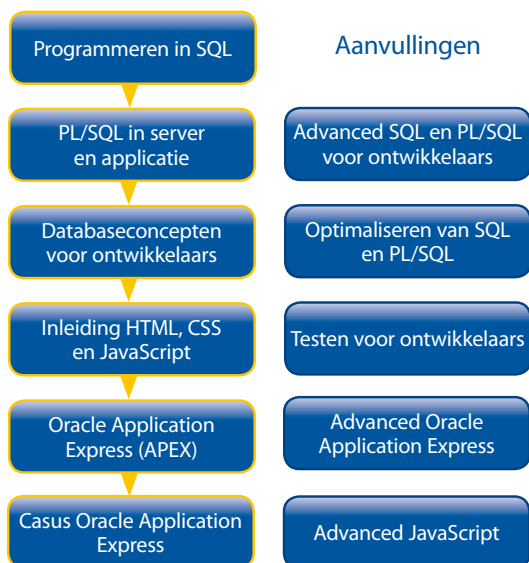 Programmeren in SQL
PL/SQL in server
en applicatie
Databaseconcepten
voor ontwikkelaars
Inleiding HTML, CSS
en JavaScript
Oracle Application
Express (APEX)
Casus Oracle Application
Express
Aanvullingen
Advanced SQL en PL/SQL
voor ontwikkelaars
Optimaliseren van SQL
en PL/SQL
Testen voor ontwikkelaars
Advanced Oracle
Application Express
Advanced JavaScript